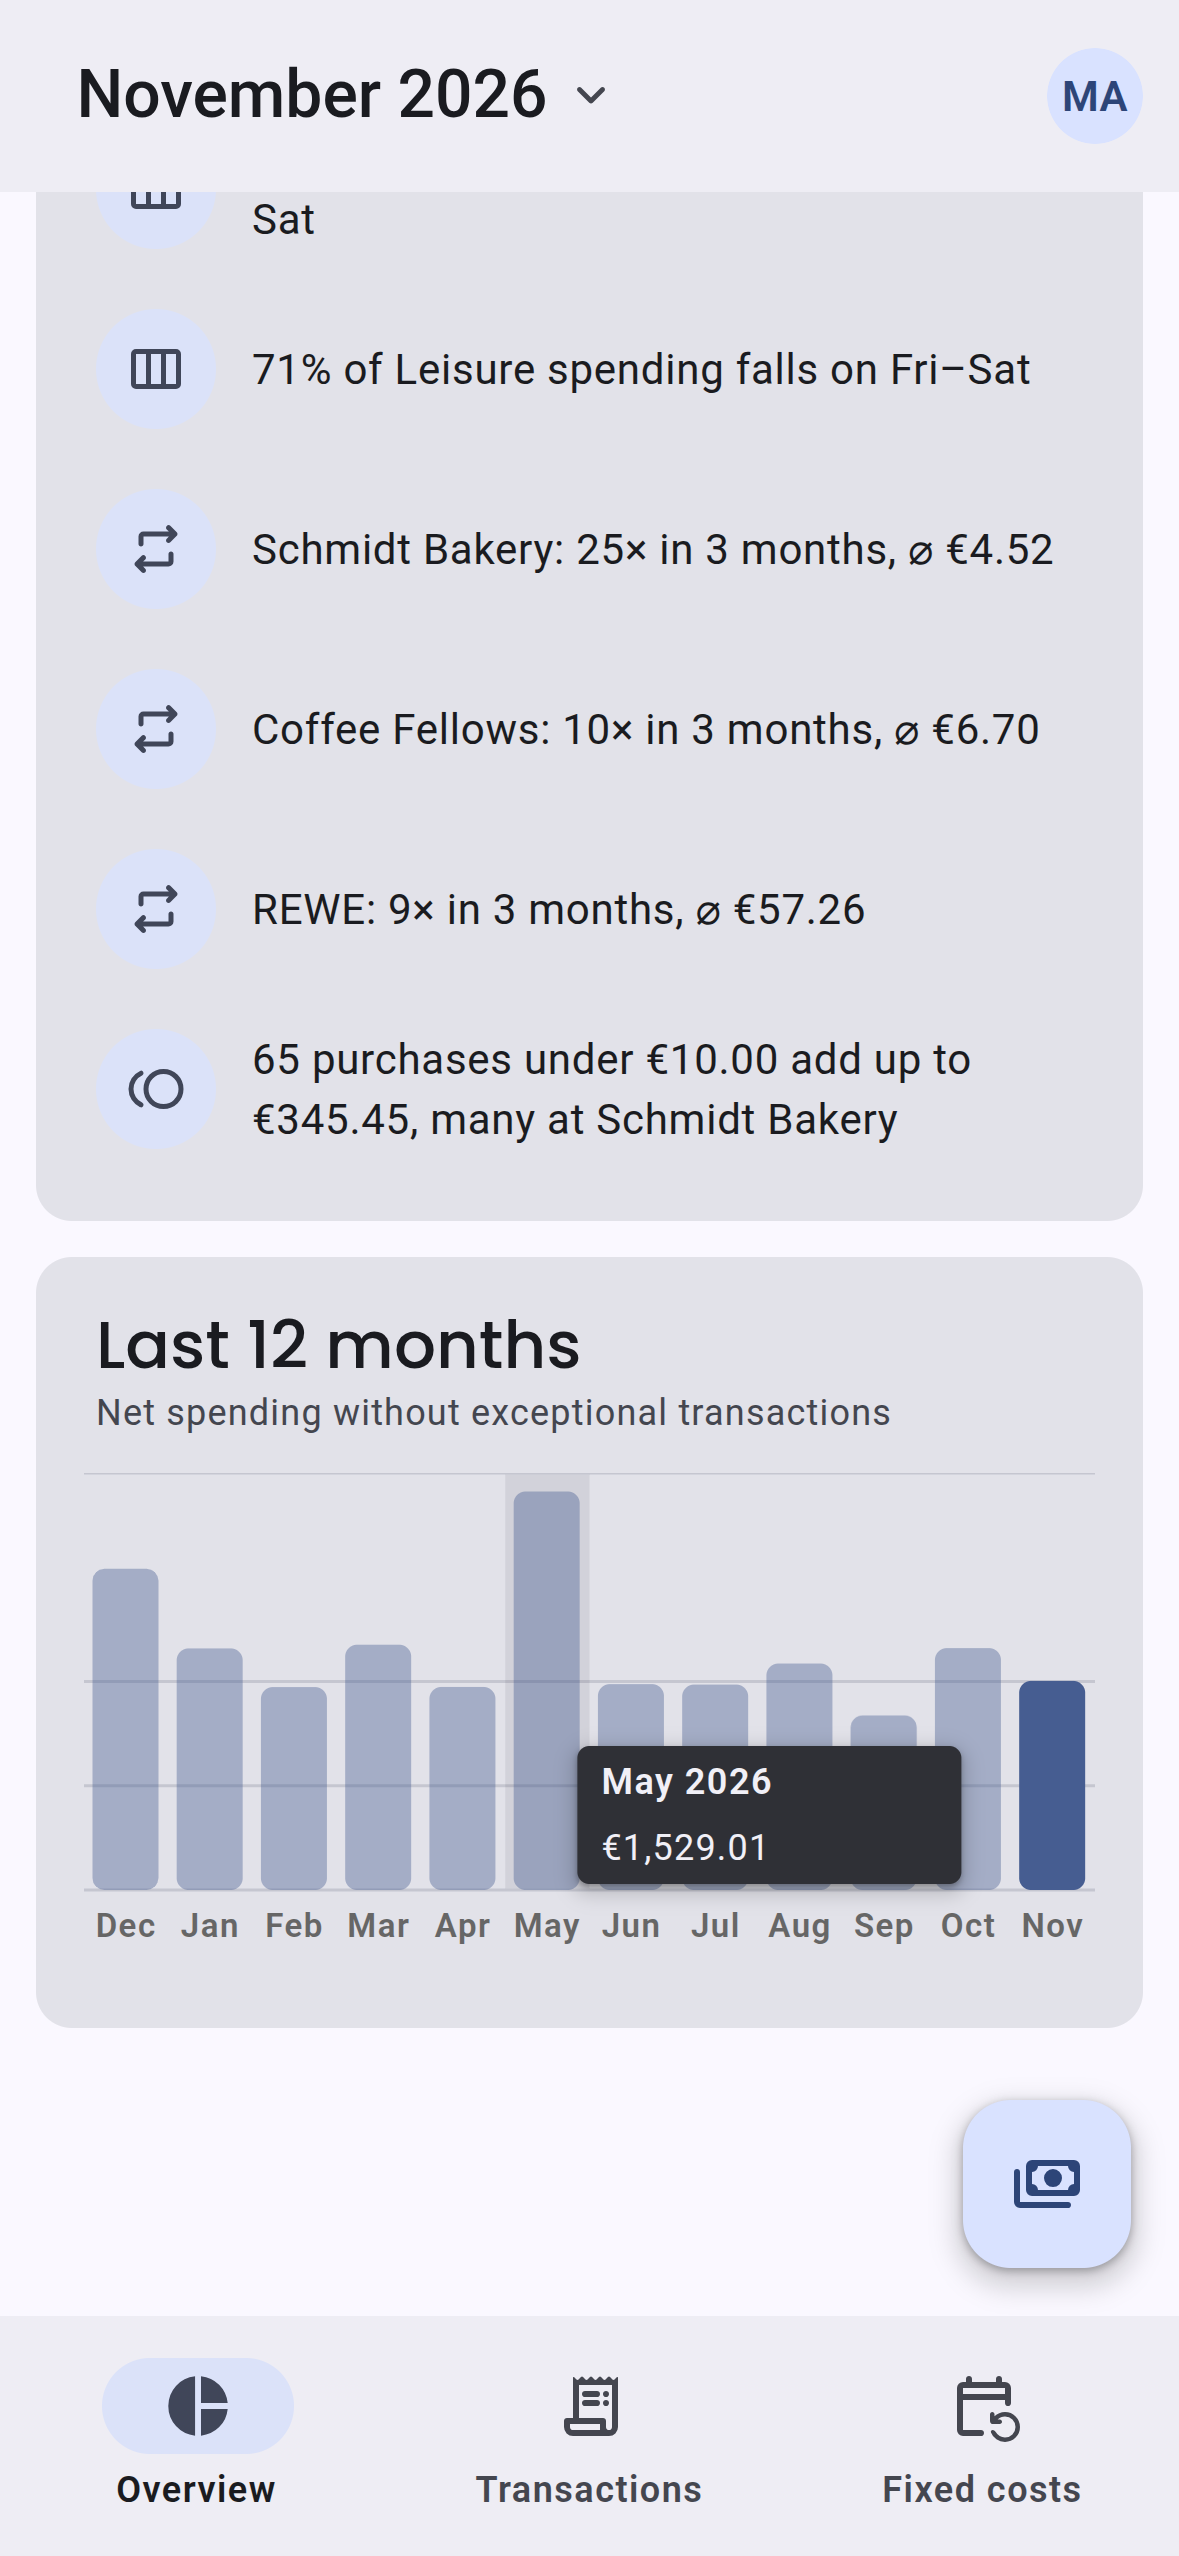 November 2026
MA
Sat
71% of Leisure spending falls on Fri–Sat
Schmidt Bakery: 25× in 3 months, ⌀ €4.52
Coffee Fellows: 10× in 3 months, ⌀ €6.70
REWE: 9× in 3 months, ⌀ €57.26
65 purchases under €10.00 add up to
€345.45, many at Schmidt Bakery
Last 12 months
Net spending without exceptional transactions
May 2026
€1,529.01
Dec Jan Feb Mar Apr May Jun Jul Aug Sep Oct Nov
Overview Transactions Fixed costs